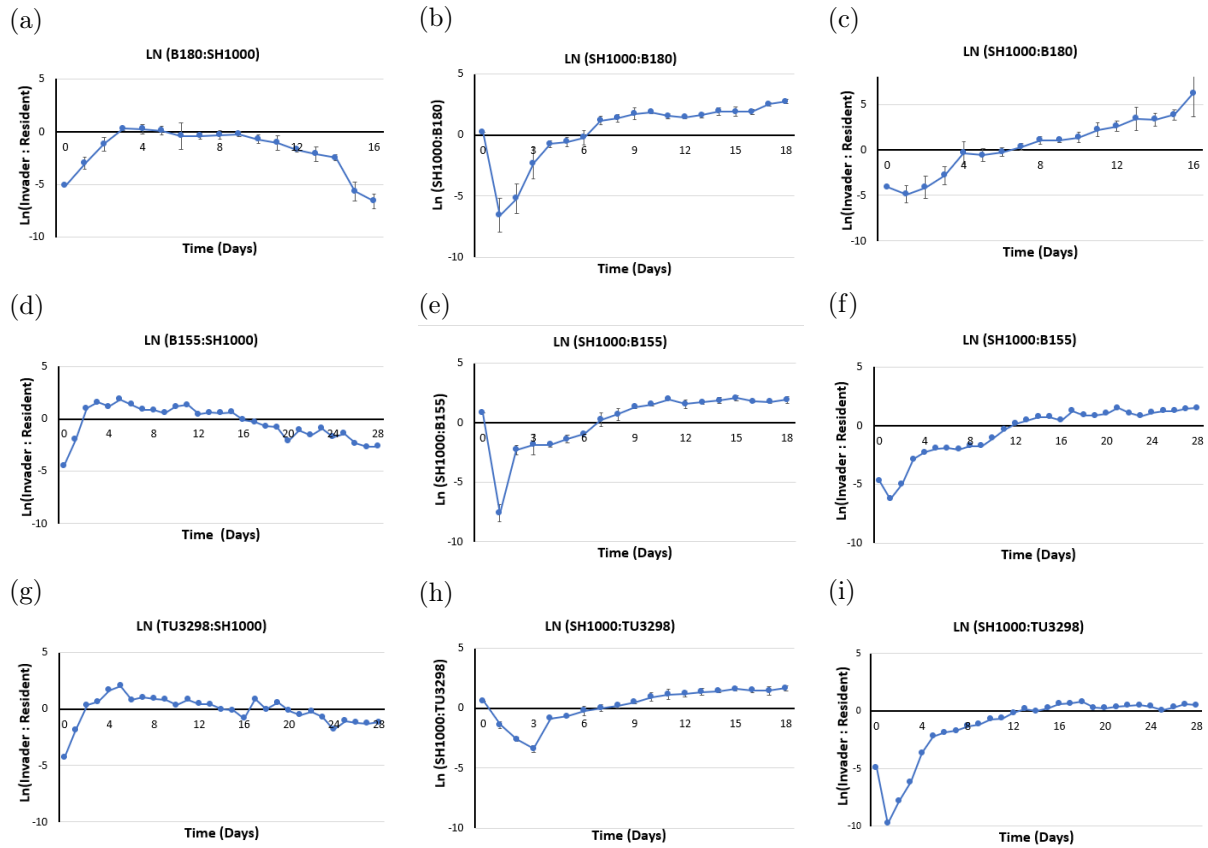 (a)
LN (B180:SH1000)
Ln(Invader : Resident)
5
0
-5
-10
0
4
8
12
16
Time (Days)
(b)
LN (SH1000:B180)
Ln (SH1000:B180)
5
0
-5
-10
0
3
6
9
12
15
18
Time (Days)
(c)
LN (SH1000:B180)
Ln(Invader : Resident)
5
0
-5
-10
0
4
8
12
16
Time (Days)
(d)
LN (B155:SH1000)
Ln(Invader : Resident)
5
0
-5
-10
0
4
8
12
16
20
24
28
Time (Days)
(e)
LN (SH1000:B155)
Ln (SH1000:B155)
5
0
-5
-10
0
3
6
9
12
15
18
Time (Days)
(f)
LN (SH1000:B155)
Ln(Invader : Resident)
5
0
-5
-10
0
4
8
12
16
20
24
28
Time (Days)
(g)
LN (TU3298:SH1000)
Ln(Invader : Resident)
5
0
-5
-10
0
4
8
12
16
20
24
28
Time (Days)
(h)
LN (SH1000:TU3298)
Ln (SH1000:TU3298)
5
0
-5
-10
0
3
6
9
12
15
18
Time (Days)
(i)
LN (SH1000:TU3298)
Ln(Invader : Resident)
5
0
-5
-10
0
4
8
12
16
20
24
28
Time (Days)